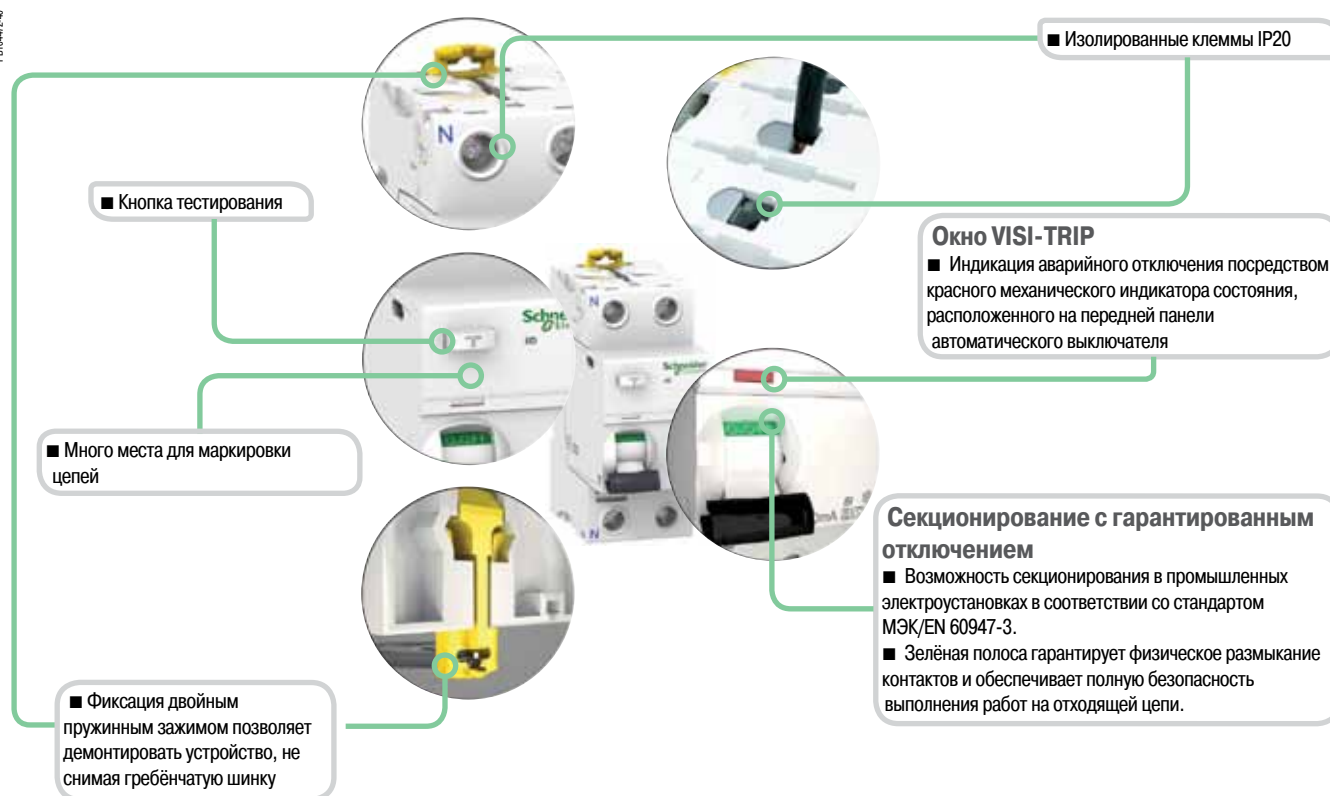 ■ Изолированные клеммы IP20
N
■ Кнопка тестирования
Окно VISI-TRIP
■ Индикация аварийного отключения посредством
красного механического индикатора состояния,
расположенного на передней панели
автоматического выключателя
N
Schneider
■ Много места для маркировки
цепей
N
Секционирование с гарантированным
отключением
■ Возможность секционирования в промышленных
электроустановках в соответствии со стандартом
МЭК/EN 60947-3.
■ Зелёная полоса гарантирует физическое размыкание
контактов и обеспечивает полную безопасность
выполнения работ на отходящей цепи.
■ Фиксация двойным
пружинным зажимом позволяет
демонтировать устройство, не
снимая гребёнчатую шинку